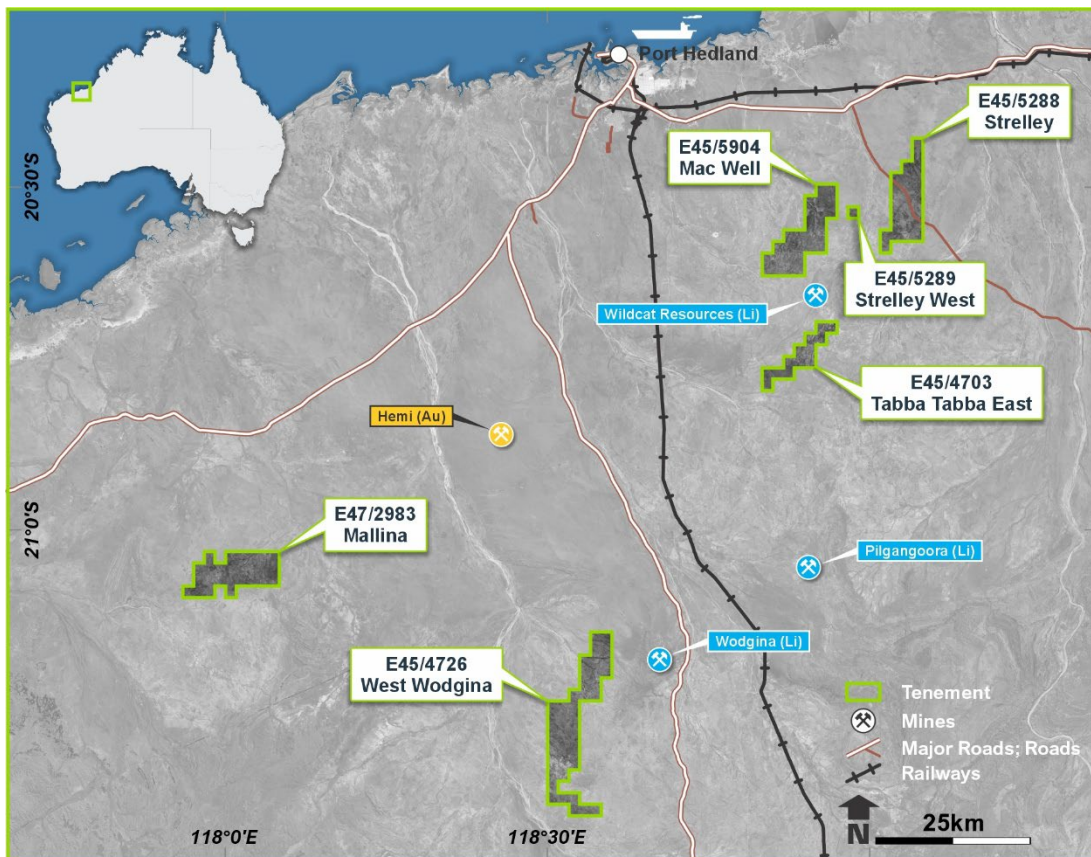 Port Hedland
E45/5288
Strelley
E45/5904
Mac Well
20°30'S
E45/5289
Strelley West
Wildcat Resources (Li)
E45/4703
Tabba Tabba East
Hemi (Au)
E47/2983
Mallina
21°0'S
Pilgangoora (Li)
Wodgina (Li)
E45/4726
West Wodgina
Tenement
Mines
Major Roads; Roads
Railways
118°0'E
118°30'E
N
25km